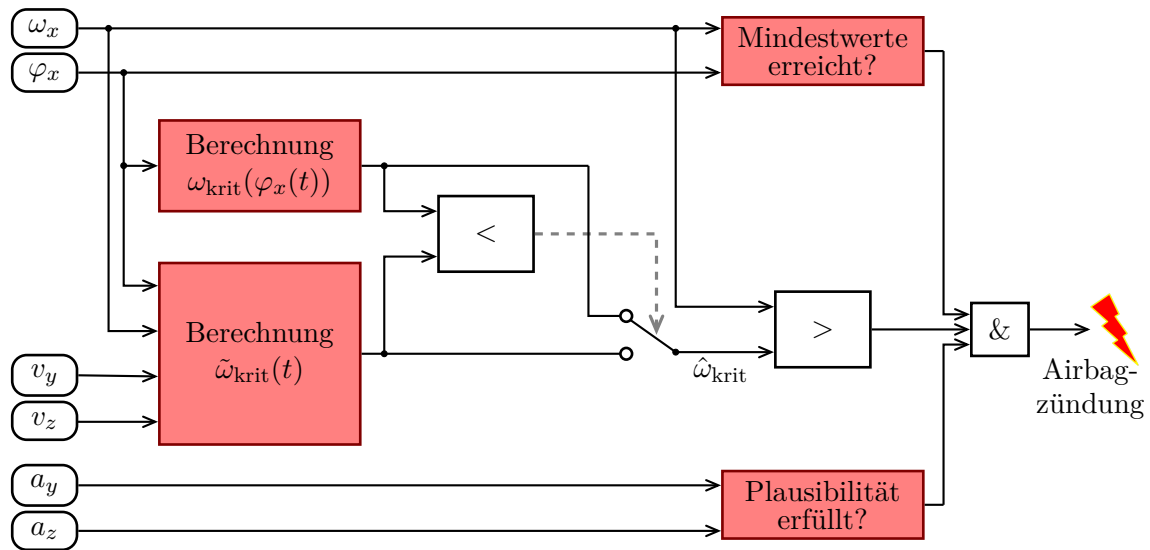 ω_x
φ_x
Mindestwerte
erreicht?
Berechnung
ω_krit(φ_x(t))
<
Berechnung
ω̃_krit(t)
>
&
ω̂_krit
v_y
v_z
Airbag-
zündung
a_y
a_z
Plausibilität
erfüllt?